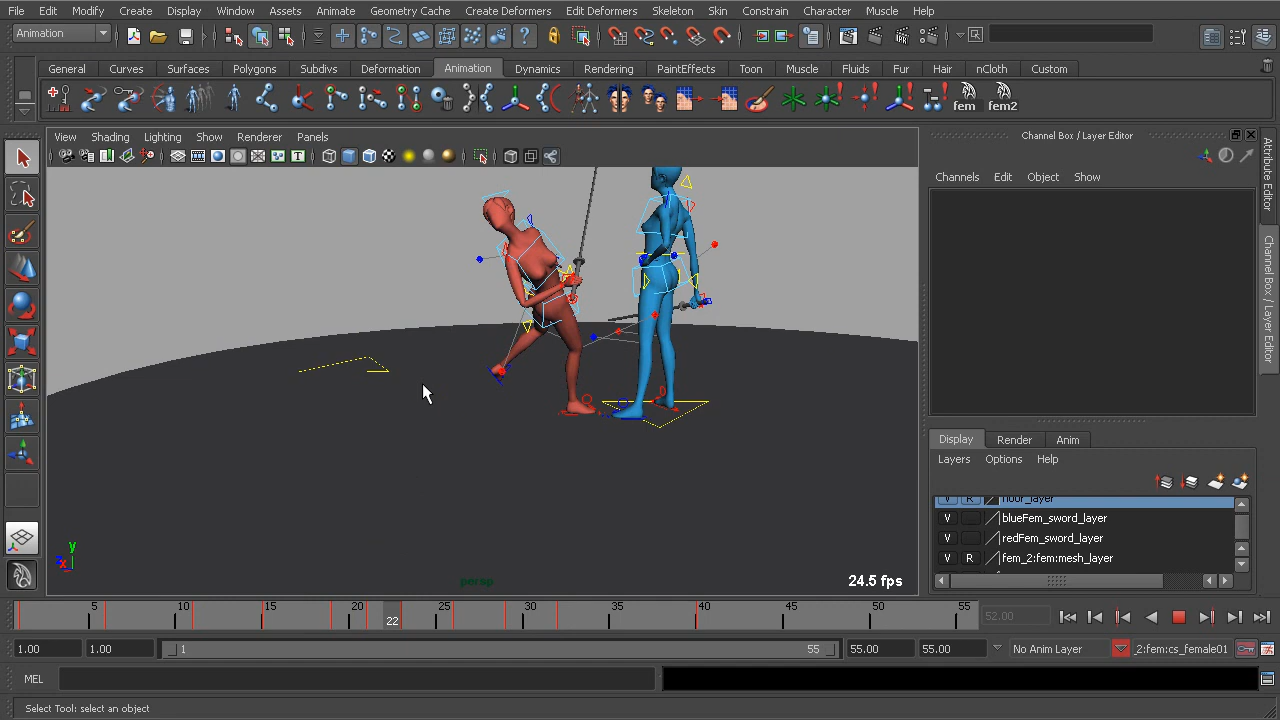 File Edit Modify Create Display Window Assets Animate Geometry Cache Create Deformers Edit Deformers Skeleton Skin Constrain Character Muscle Help
Animation
General Curves Surfaces Polygons Subdivs Deformation Animation Dynamics Rendering PaintEffects Toon Muscle Fluids Fur Hair nCloth Custom
fem fem2
View Shading Lighting Show Renderer Panels
Channel Box / Layer Editor
Channels Edit Object Show
Attribute Editor
Channel Box / Layer Editor
Display Render Anim
Layers Options Help
V R floor_layer
V blueFem_sword_layer
V redFem_sword_layer
V R fem_2:fem:mesh_layer
y
x
persp
24.5 fps
5 10 15 20 22 25 30 35 40 45 50 55
52.00
1.00 1.00 1 55 55.00 55.00 No Anim Layer _2:fem:cs_female01
MEL
Select Tool: select an object